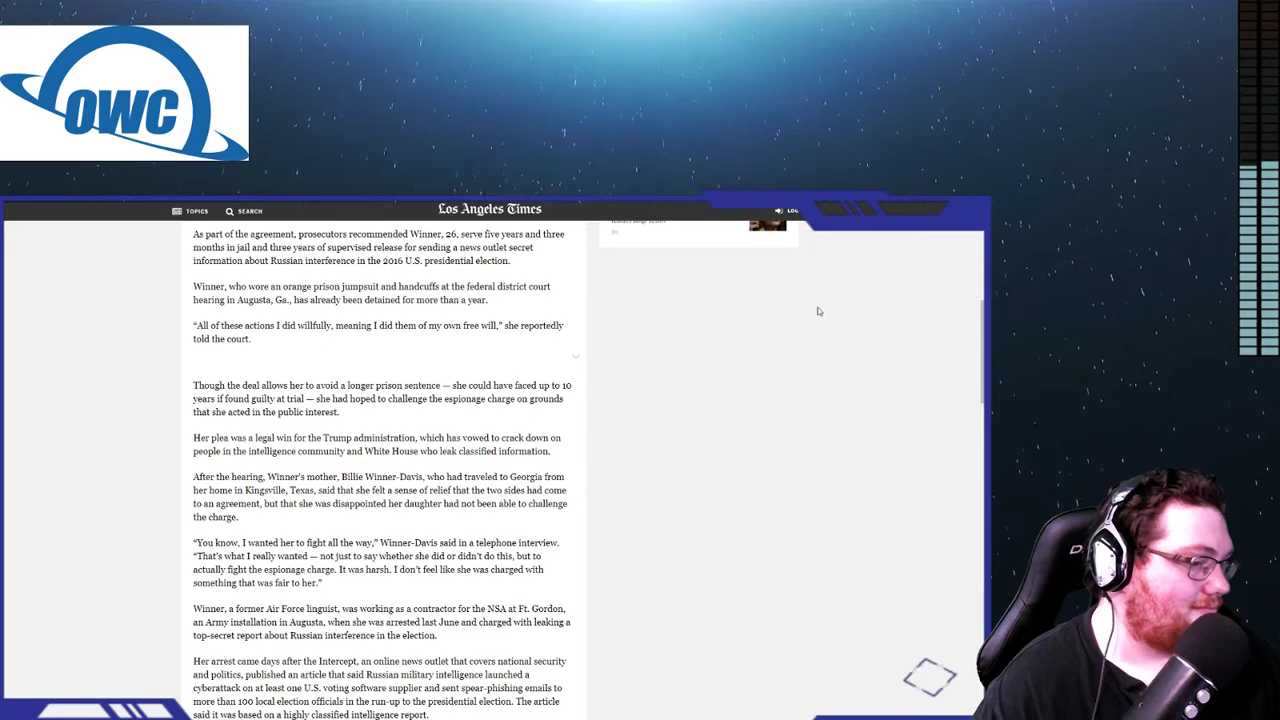 OWC
TOPICS
SEARCH
Los Angeles Times
LOG
leadership team
As part of the agreement, prosecutors recommended Winner, 26, serve five years and three
months in jail and three years of supervised release for sending a news outlet secret
information about Russian interference in the 2016 U.S. presidential election.
Winner, who wore an orange prison jumpsuit and handcuffs at the federal district court
hearing in Augusta, Ga., has already been detained for more than a year.
“All of these actions I did willfully, meaning I did them of my own free will,” she reportedly
told the court.
Though the deal allows her to avoid a longer prison sentence — she could have faced up to 10
years if found guilty at trial — she had hoped to challenge the espionage charge on grounds
that she acted in the public interest.
Her plea was a legal win for the Trump administration, which has vowed to crack down on
people in the intelligence community and White House who leak classified information.
After the hearing, Winner's mother, Billie Winner-Davis, who had traveled to Georgia from
her home in Kingsville, Texas, said that she felt a sense of relief that the two sides had come
to an agreement, but that she was disappointed her daughter had not been able to challenge
the charge.
“You know, I wanted her to fight all the way,” Winner-Davis said in a telephone interview.
“That’s what I really wanted — not just to say whether she did or didn’t do this, but to
actually fight the espionage charge. It was harsh. I don’t feel like she was charged with
something that was fair to her.”
Winner, a former Air Force linguist, was working as a contractor for the NSA at Ft. Gordon,
an Army installation in Augusta, when she was arrested last June and charged with leaking a
top-secret report about Russian interference in the election.
Her arrest came days after the Intercept, an online news outlet that covers national security
and politics, published an article that said Russian military intelligence launched a
cyberattack on at least one U.S. voting software supplier and sent spear-phishing emails to
more than 100 local election officials in the run-up to the presidential election. The article
said it was based on a highly classified intelligence report.